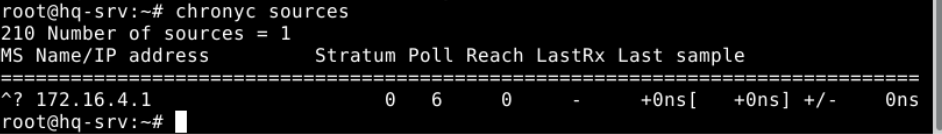 root@hq-srv:~# chronyc sources
210 Number of sources = 1
MS Name/IP address         Stratum Poll Reach LastRx Last sample
===============================================================================
^? 172.16.4.1                    0   6     0     -     +0ns[   +0ns] +/-    0ns
root@hq-srv:~#